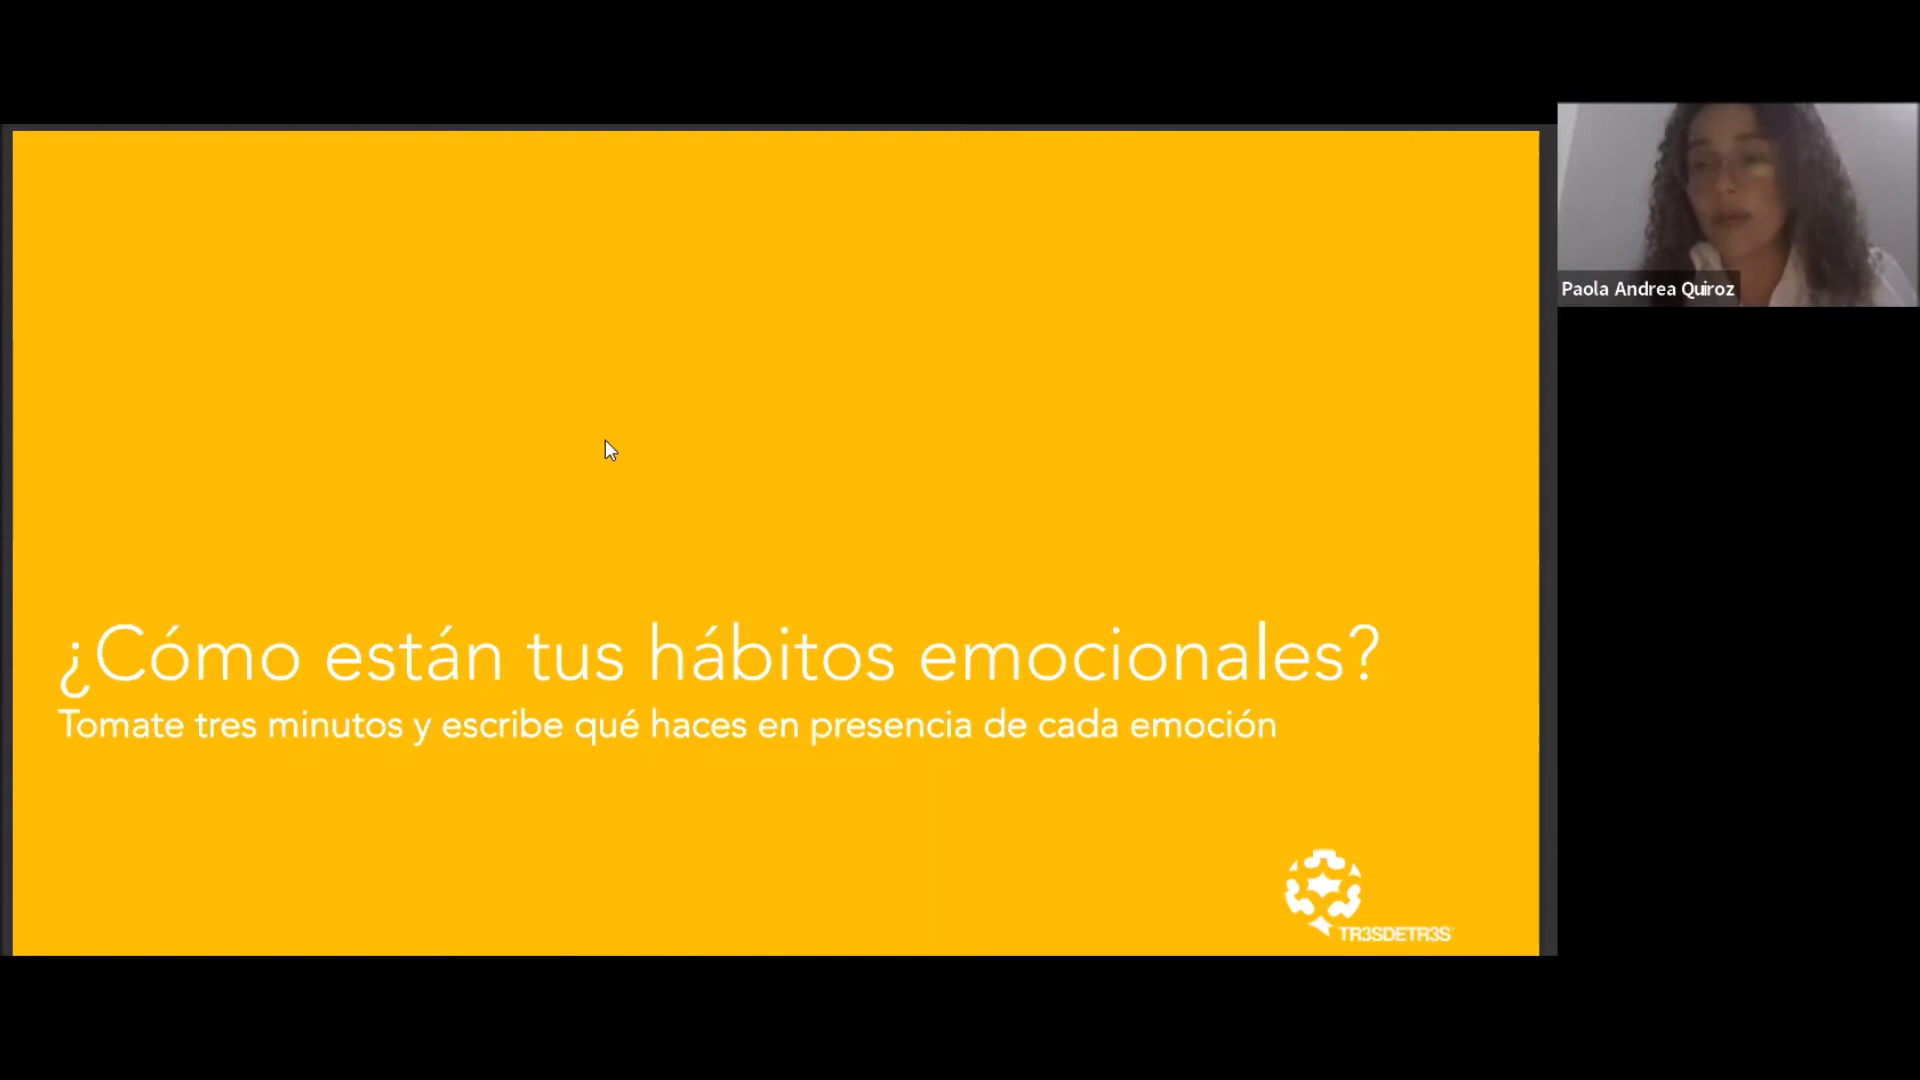 Paola Andrea Quiroz
¿Cómo están tus hábitos emocionales?
Tomate tres minutos y escribe qué haces en presencia de cada emoción
TR3SDETR3S